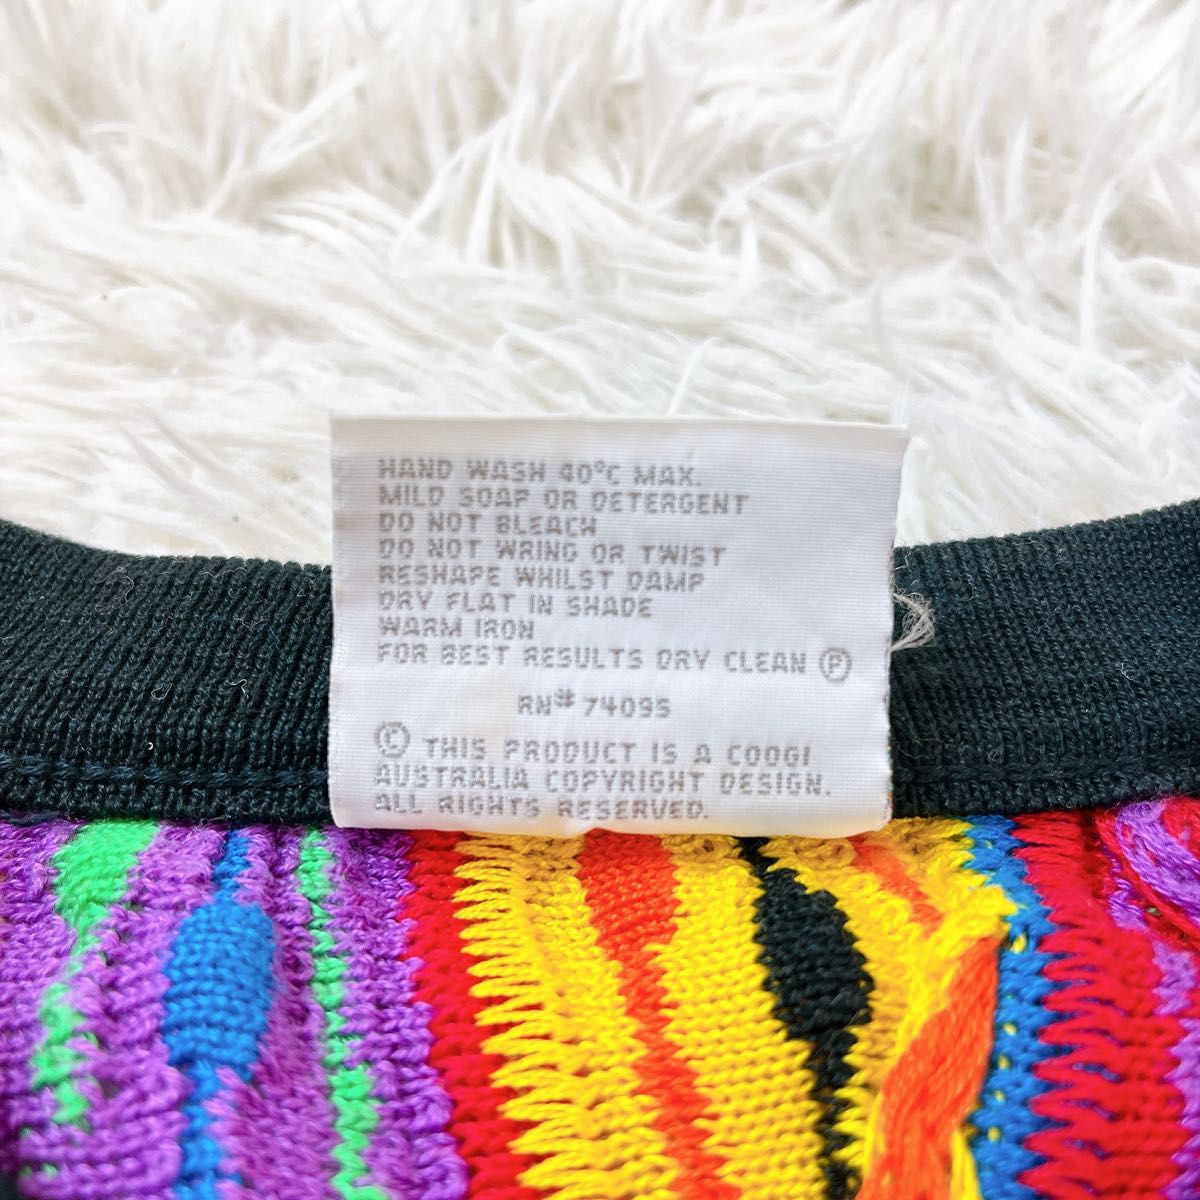 HAND WASH 40°C MAX.
MILD SOAP OR DETERGENT
DO NOT BLEACH
DO NOT WRING OR TWIST
RESHAPE WHILST DAMP
DRY FLAT IN SHADE
WARM IRON
FOR BEST RESULTS DRY CLEAN Ⓟ
RN# 74095
© THIS PRODUCT IS A COOGI
AUSTRALIA COPYRIGHT DESIGN.
ALL RIGHTS RESERVED.